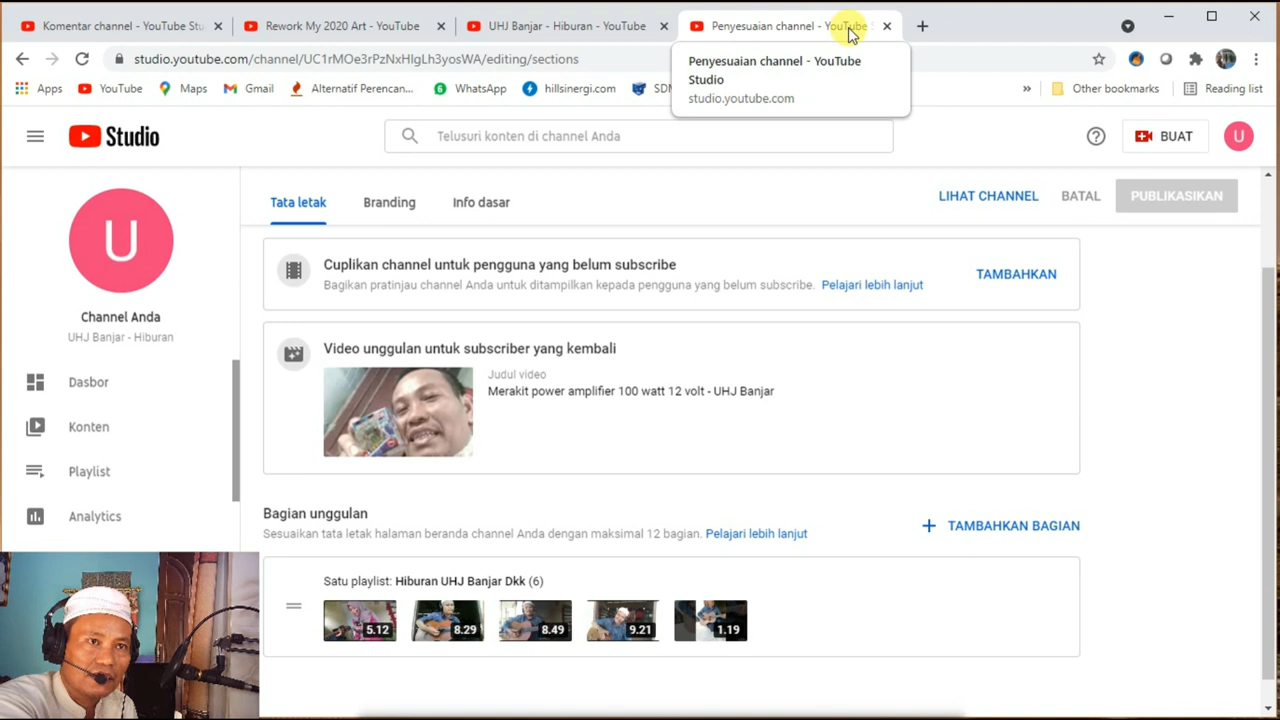 Komentar channel - YouTube Stu
Rework My 2020 Art - YouTube
UHJ Banjar - Hiburan - YouTube
Penyesuaian channel - YouTube S
studio.youtube.com/channel/UC1rMOe3rPzNxHIgLh3yosWA/editing/sections
Penyesuaian channel - YouTube
Studio
studio.youtube.com
Apps
YouTube
Maps
Gmail
Alternatif Perencan...
WhatsApp
hillsinergi.com
SDM
»
Other bookmarks
Reading list
Studio
Telusuri konten di channel Anda
BUAT
U
U
Channel Anda
UHJ Banjar - Hiburan
Dasbor
Konten
Playlist
Analytics
Tata letak
Branding
Info dasar
LIHAT CHANNEL
BATAL
PUBLIKASIKAN
Cuplikan channel untuk pengguna yang belum subscribe
Bagikan pratinjau channel Anda untuk ditampilkan kepada pengguna yang belum subscribe. Pelajari lebih lanjut
TAMBAHKAN
Video unggulan untuk subscriber yang kembali
Judul video
Merakit power amplifier 100 watt 12 volt - UHJ Banjar
Bagian unggulan
Sesuaikan tata letak halaman beranda channel Anda dengan maksimal 12 bagian. Pelajari lebih lanjut
+ TAMBAHKAN BAGIAN
Satu playlist: Hiburan UHJ Banjar Dkk (6)
5.12
8.29
8.49
9.21
1.19